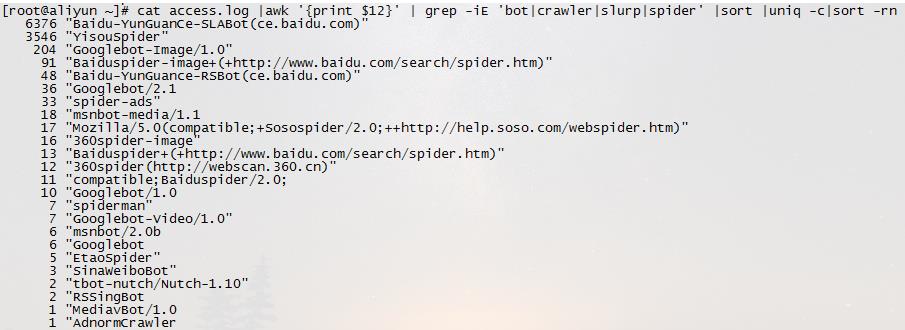 [root@aliyun ~]# cat access.log |awk '{print $12}' | grep -iE 'bot|crawler|slurp|spider' |sort |uniq -c|sort -rn
6376 "Baidu-YunGuanCe-SLABot(ce.baidu.com)"
3546 "YisouSpider"
204 "Googlebot-Image/1.0"
91 "Baiduspider-image+(+http://www.baidu.com/search/spider.htm)"
48 "Baidu-YunGuance-RSBot(ce.baidu.com)"
36 "Googlebot/2.1
33 "spider-ads"
18 "msnbot-media/1.1
17 "Mozilla/5.0(compatible;+Sosospider/2.0;++http://help.soso.com/webspider.htm)"
16 "360spider-image"
13 "Baiduspider+(+http://www.baidu.com/search/spider.htm)"
12 "360spider(http://webscan.360.cn)"
11 "compatible;Baiduspider/2.0;
10 "Googlebot/1.0
7 "spiderman"
7 "Googlebot-Video/1.0"
6 "msnbot/2.0b
6 "Googlebot
5 "EtaoSpider"
3 "SinaWeiboBot"
2 "tbot-nutch/Nutch-1.10"
2 "RSSingBot
1 "MediavBot/1.0
1 "AdnormCrawler